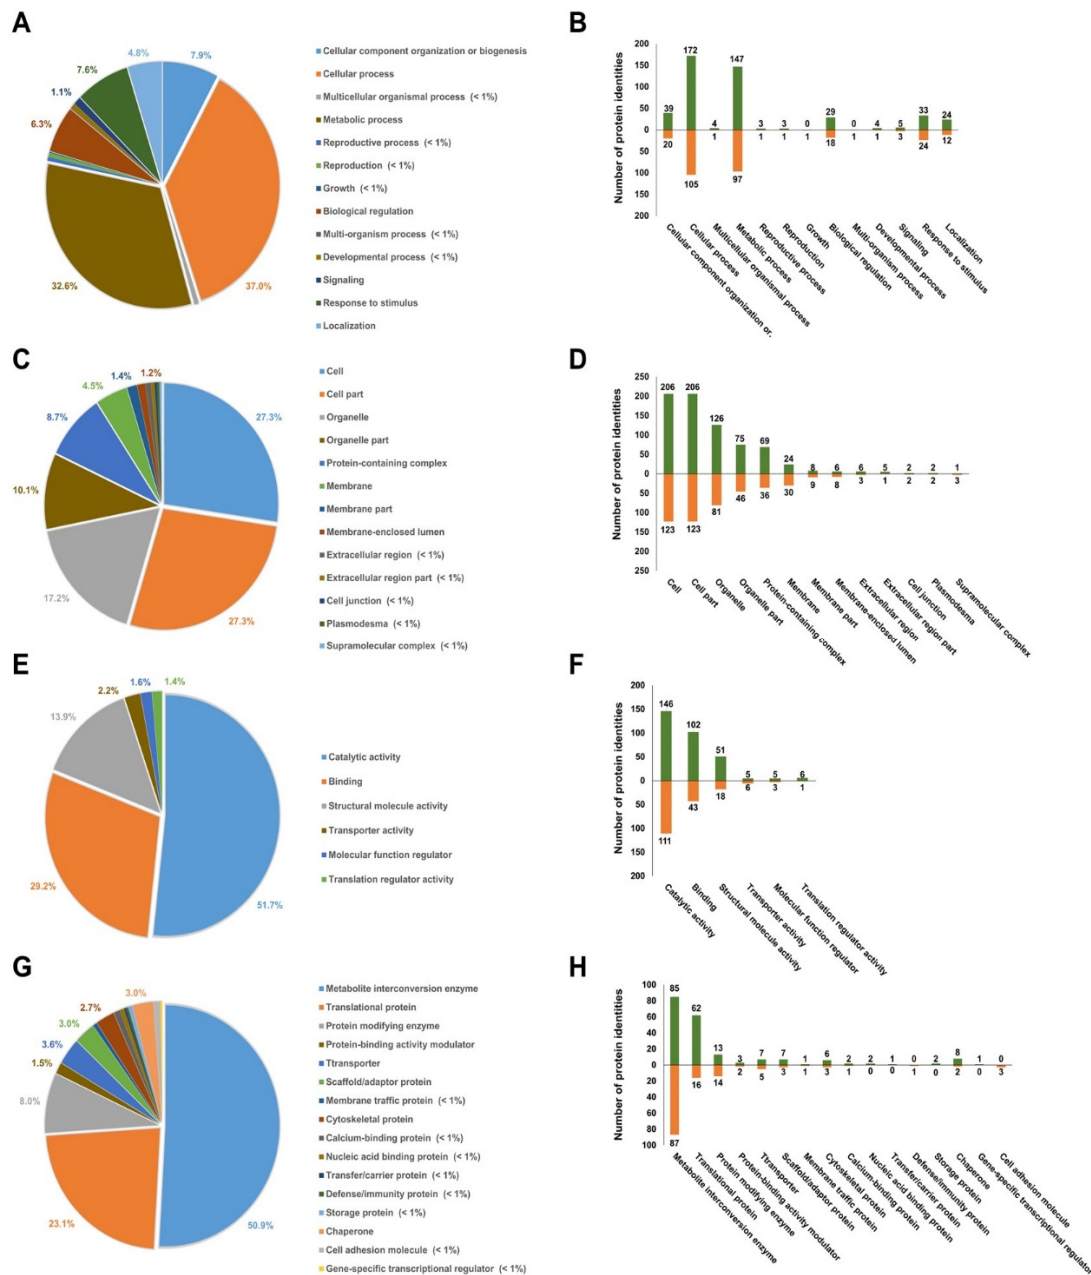 A
4.8%
7.9%
7.6%
1.1%
6.3%
32.6%
37.0%
Cellular component organization or biogenesis
Cellular process
Multicellular organismal process (< 1%)
Metabolic process
Reproductive process (< 1%)
Reproduction (< 1%)
Growth (< 1%)
Biological regulation
Multi-organism process (< 1%)
Developmental process (< 1%)
Signaling
Response to stimulus
Localization
B
Number of protein identities
200
150
100
50
0
50
100
150
200
39 172 4 147 3 3 0 29 0 4 5 33 24
20 105 1 97 1 1 1 18 1 1 3 24 12
Cellular component organization or.
Cellular process
Multicellular organismal process
Metabolic process
Reproductive process
Reproduction
Growth
Biological regulation
Multi-organism process
Developmental process
Signaling
Response to stimulus
Localization
C
1.2%
1.4%
4.5%
8.7%
10.1%
17.2%
27.3%
27.3%
Cell
Cell part
Organelle
Organelle part
Protein-containing complex
Membrane
Membrane part
Membrane-enclosed lumen
Extracellular region (< 1%)
Extracellular region part (< 1%)
Cell junction (< 1%)
Plasmodesma (< 1%)
Supramolecular complex (< 1%)
D
Number of protein identities
250
200
150
100
50
0
50
100
150
200
250
206 206 126 75 69 24 8 6 6 5 2 2 1
123 123 81 46 36 30 9 8 3 1 2 2 3
Cell
Cell part
Organelle
Organelle part
Protein-containing complex
Membrane
Membrane part
Membrane-enclosed lumen
Extracellular region
Extracellular region part
Cell junction
Plasmodesma
Supramolecular complex
E
1.6%
1.4%
2.2%
13.9%
29.2%
51.7%
Catalytic activity
Binding
Structural molecule activity
Transporter activity
Molecular function regulator
Translation regulator activity
F
Number of protein identities
200
150
100
50
0
50
100
150
200
146 102 51 5 5 6
111 43 18 6 3 1
Catalytic activity
Binding
Structural molecule activity
Transporter activity
Molecular function regulator
Translation regulator activity
G
3.0%
2.7%
3.0%
3.6%
1.5%
8.0%
23.1%
50.9%
Metabolite interconversion enzyme
Translational protein
Protein modifying enzyme
Protein-binding activity modulator
Ttransporter
Scaffold/adaptor protein
Membrane traffic protein (< 1%)
Cytoskeletal protein
Calcium-binding protein (< 1%)
Nucleic acid binding protein (< 1%)
Transfer/carrier protein (< 1%)
Defense/immunity protein (< 1%)
Storage protein (< 1%)
Chaperone
Cell adhesion molecule (< 1%)
Gene-specific transcriptional regulator (< 1%)
H
Number of protein identities
100
80
60
40
20
0
20
40
60
80
100
85 62 13 3 7 7 1 6 2 2 1 0 2 8 1 0
87 16 14 2 5 3 1 3 1 0 0 1 0 2 0 3
Metabolite interconversion enzyme
Translational protein
Protein modifying enzyme
Protein-binding activity modulator
Ttransporter
Scaffold/adaptor protein
Membrane traffic protein
Cytoskeletal protein
Calcium-binding protein
Nucleic acid binding protein
Transfer/carrier protein
Defense/immunity protein
Storage protein
Chaperone
Gene-specific transcriptional regulator
Cell adhesion molecule